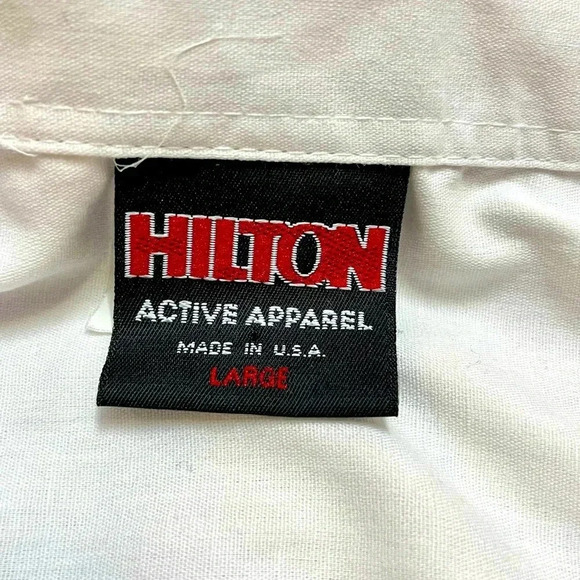 HILTON
ACTIVE APPAREL
MADE IN U.S.A.
LARGE